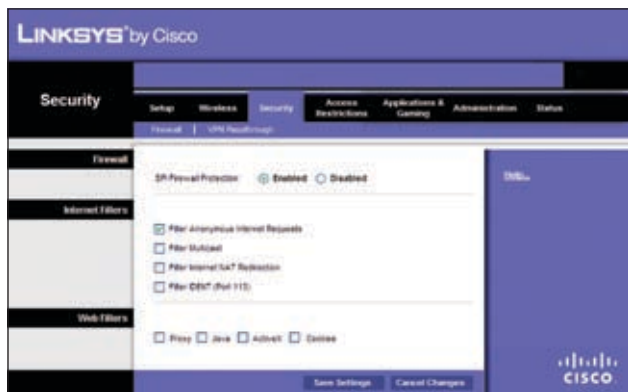 LINKSYS® by Cisco
Security
Setup Wireless Security Access Restrictions Applications & Gaming Administration Status
Firewall | VPN Passthrough
Firewall
SPI Firewall Protection: Enabled Disabled
Help...
Internet Filters
Filter Anonymous Internet Requests
Filter Multicast
Filter Internet NAT Redirection
Filter IDENT (Port 113)
Web Filters
Proxy Java ActiveX Cookies
Save Settings Cancel Changes
CISCO